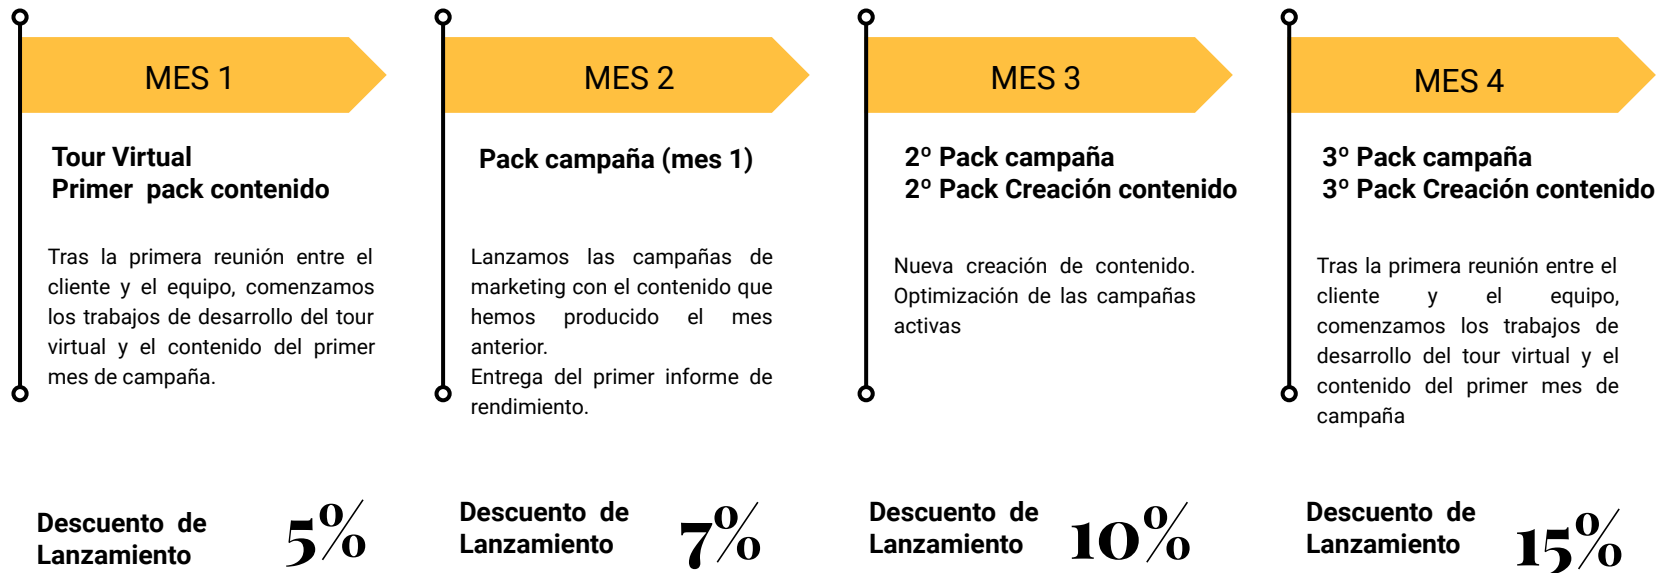 MES 1
Tour Virtual
Primer pack contenido
Tras la primera reunión entre el
cliente y el equipo, comenzamos
los trabajos de desarrollo del tour
virtual y el contenido del primer
mes de campaña.
Descuento de
Lanzamiento
5%
MES 2
Pack campaña (mes 1)
Lanzamos las campañas de
marketing con el contenido que
hemos producido el mes
anterior.
Entrega del primer informe de
rendimiento.
Descuento de
Lanzamiento
7%
MES 3
2º Pack campaña
2º Pack Creación contenido
Nueva creación de contenido.
Optimización de las campañas
activas
Descuento de
Lanzamiento
10%
MES 4
3º Pack campaña
3º Pack Creación contenido
Tras la primera reunión entre el
cliente y el equipo,
comenzamos los trabajos de
desarrollo del tour virtual y el
contenido del primer mes de
campaña
Descuento de
Lanzamiento
15%